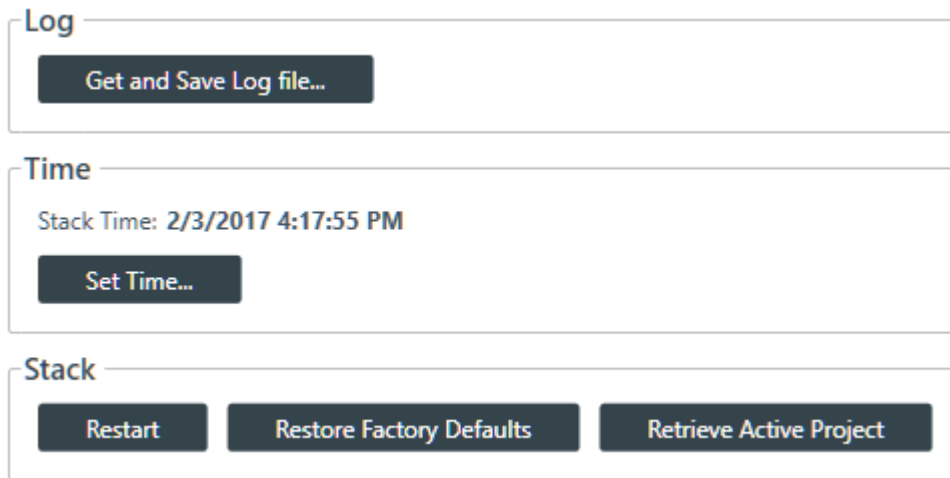 Log
Get and Save Log file...
Time
Stack Time: 2/3/2017 4:17:55 PM
Set Time...
Stack
Restart Restore Factory Defaults Retrieve Active Project